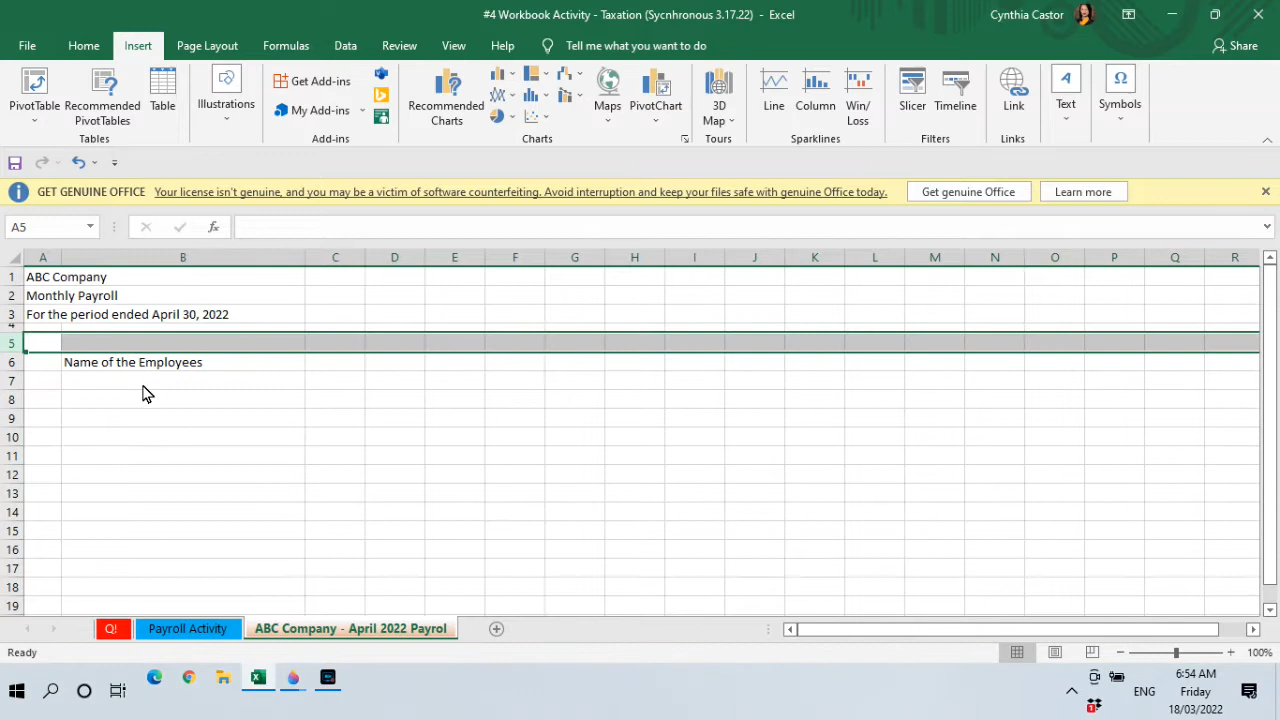 #4 Workbook Activity - Taxation (Sycnhronous 3.17.22) - Excel
Cynthia Castor
File Home Insert Page Layout Formulas Data Review View Help Tell me what you want to do
Share
PivotTable
Recommended PivotTables
Table
Tables
Illustrations
Get Add-ins
My Add-ins
Add-ins
Recommended Charts
Maps
PivotChart
Charts
3D Map
Tours
Line
Column
Win/Loss
Sparklines
Slicer
Timeline
Filters
Link
Links
Text
Symbols
GET GENUINE OFFICE Your license isn't genuine, and you may be a victim of software counterfeiting. Avoid interruption and keep your files safe with genuine Office today. Get genuine Office Learn more
A5 fx
A B C D E F G H I J K L M N O P Q R
1 ABC Company
2 Monthly Payroll
3 For the period ended April 30, 2022
4
5
6 Name of the Employees
7
8
9
10
11
12
13
14
15
16
17
18
19
Q! Payroll Activity ABC Company - April 2022 Payrol
Ready
100%
ENG
6:54 AM
Friday
18/03/2022
1